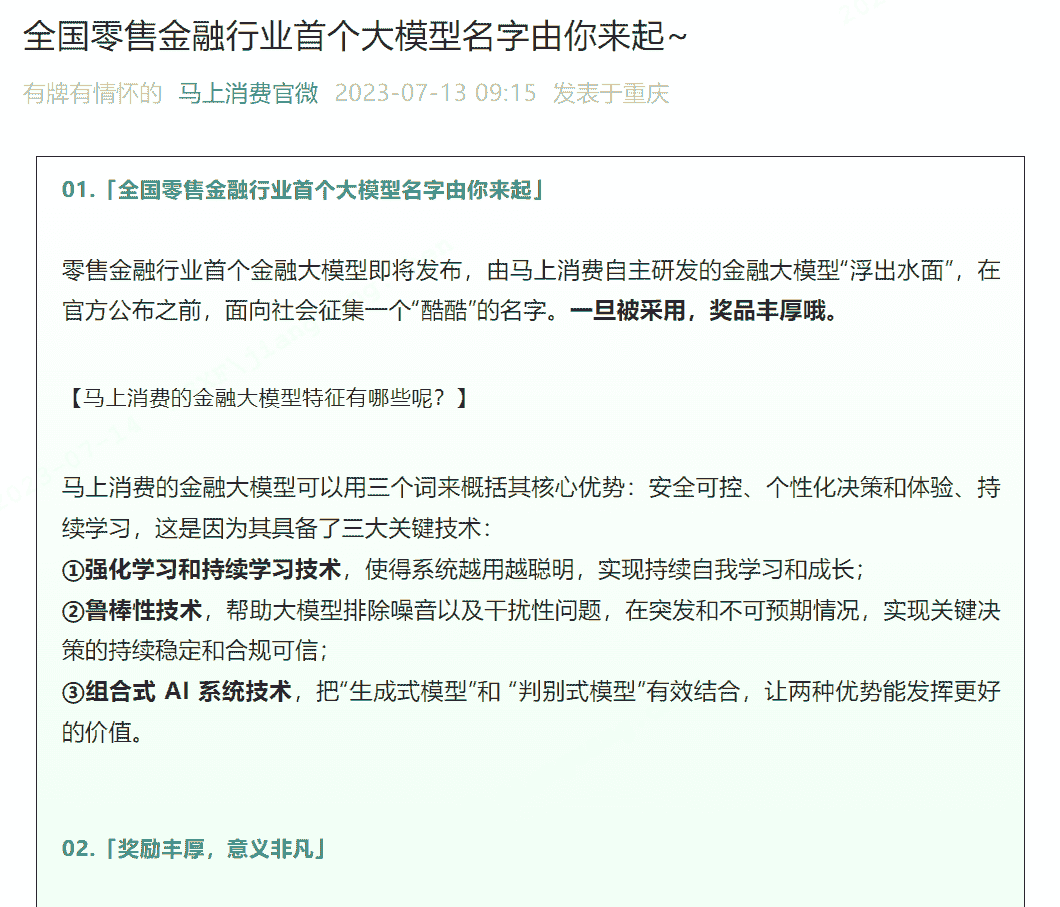 全国零售金融行业首个大模型名字由你来起~
有牌有情怀的 马上消费官微 2023-07-13 09:15 发表于重庆
01.「全国零售金融行业首个大模型名字由你来起」
零售金融行业首个金融大模型即将发布，由马上消费自主研发的金融大模型“浮出水面”，在
官方公布之前，面向社会征集一个“酷酷”的名字。一旦被采用，奖品丰厚哦。
【马上消费的金融大模型特征有哪些呢？】
马上消费的金融大模型可以用三个词来概括其核心优势：安全可控、个性化决策和体验、持
续学习，这是因为其具备了三大关键技术：
①强化学习和持续学习技术，使得系统越用越聪明，实现持续自我学习和成长；
②鲁棒性技术，帮助大模型排除噪音以及干扰性问题，在突发和不可预期情况，实现关键决
策的持续稳定和合规可信；
③组合式 AI 系统技术，把“生成式模型”和 “判别式模型”有效结合，让两种优势能发挥更好
的价值。
02.「奖励丰厚，意义非凡」